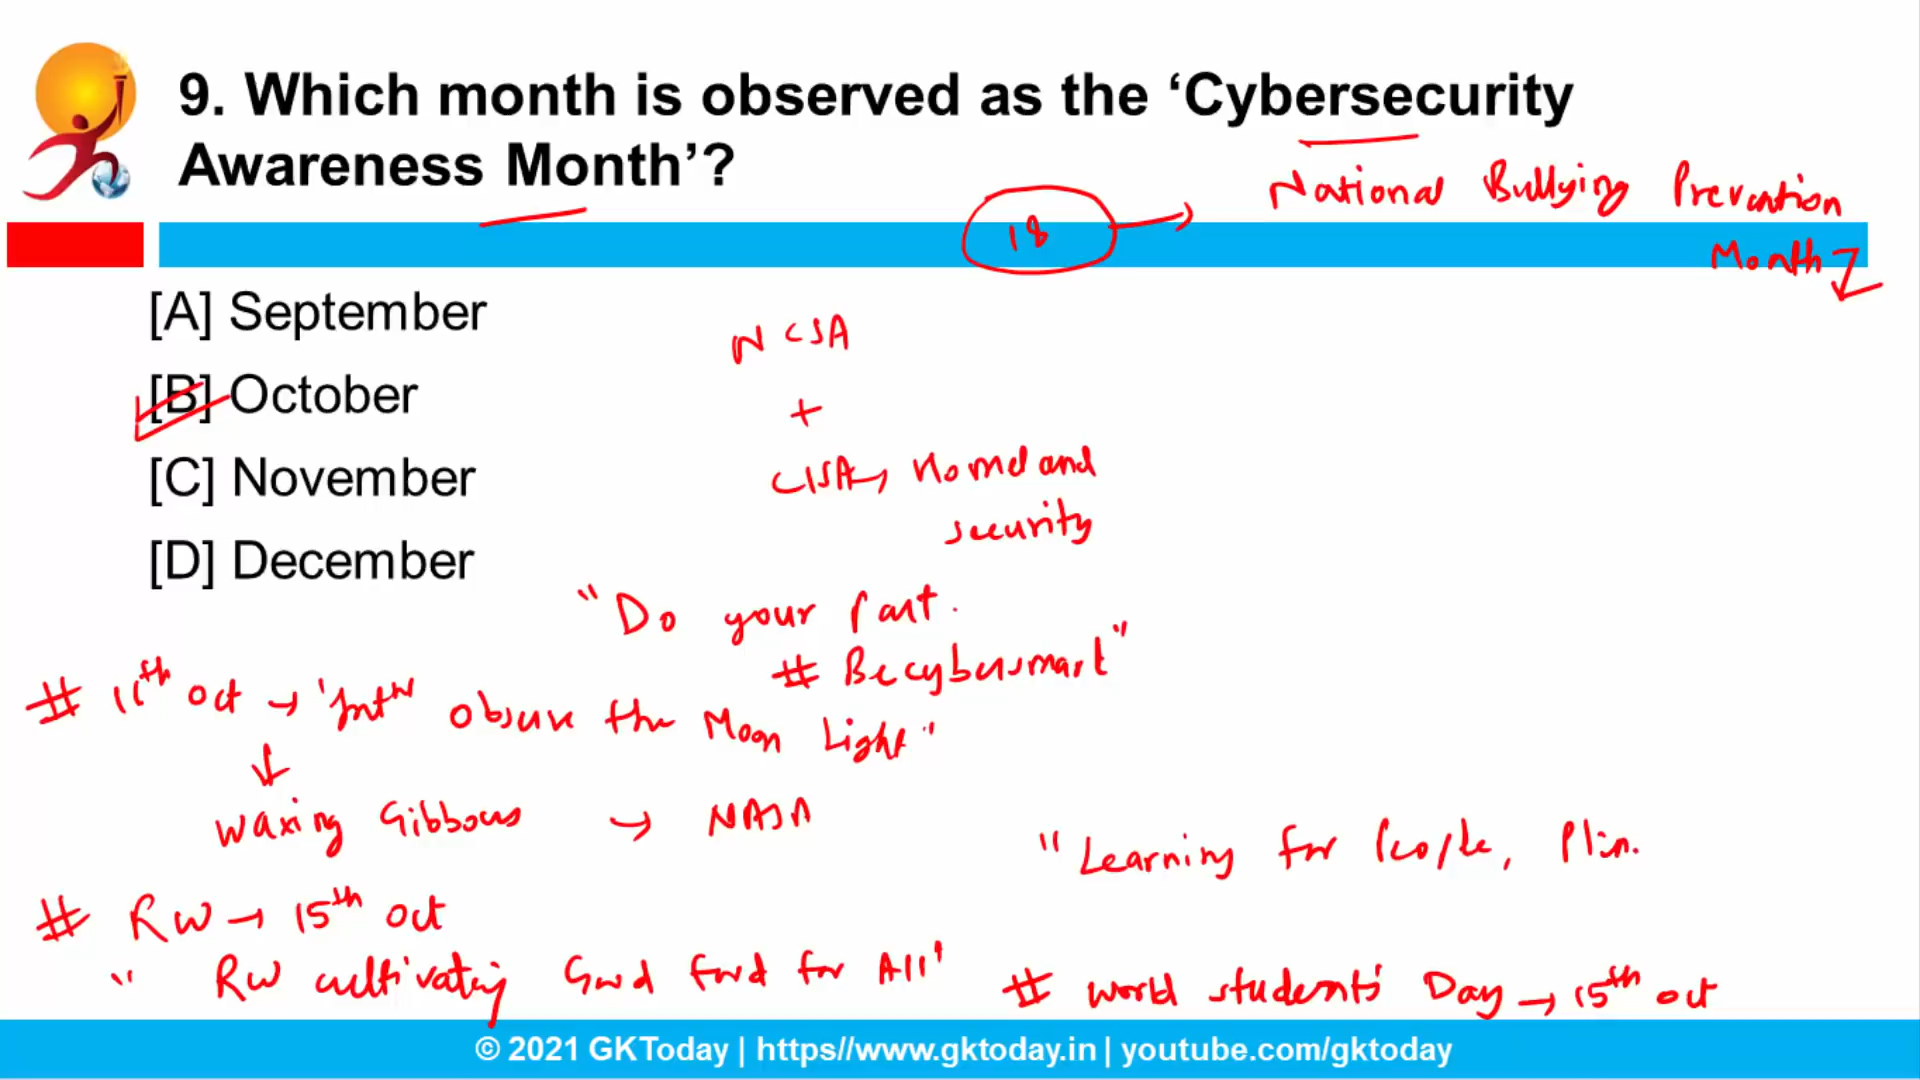 9. Which month is observed as the ‘Cybersecurity
Awareness Month’?
18
National Bullying Prevention
Month
[A] September
[B] October
[C] November
[D] December
NCSA
+
CISA, Homeland
security
"Do your Part.
# Becybersmart"
# 11th Oct → 'Intn Observe the Moon Light"
Waxing Gibbous → NASA
"Learning for People, Plan.
# RW → 15th Oct
" RW cultivating Good Food for All'
# World students' Day → 15th Oct
© 2021 GKToday | https//www.gktoday.in | youtube.com/gktoday